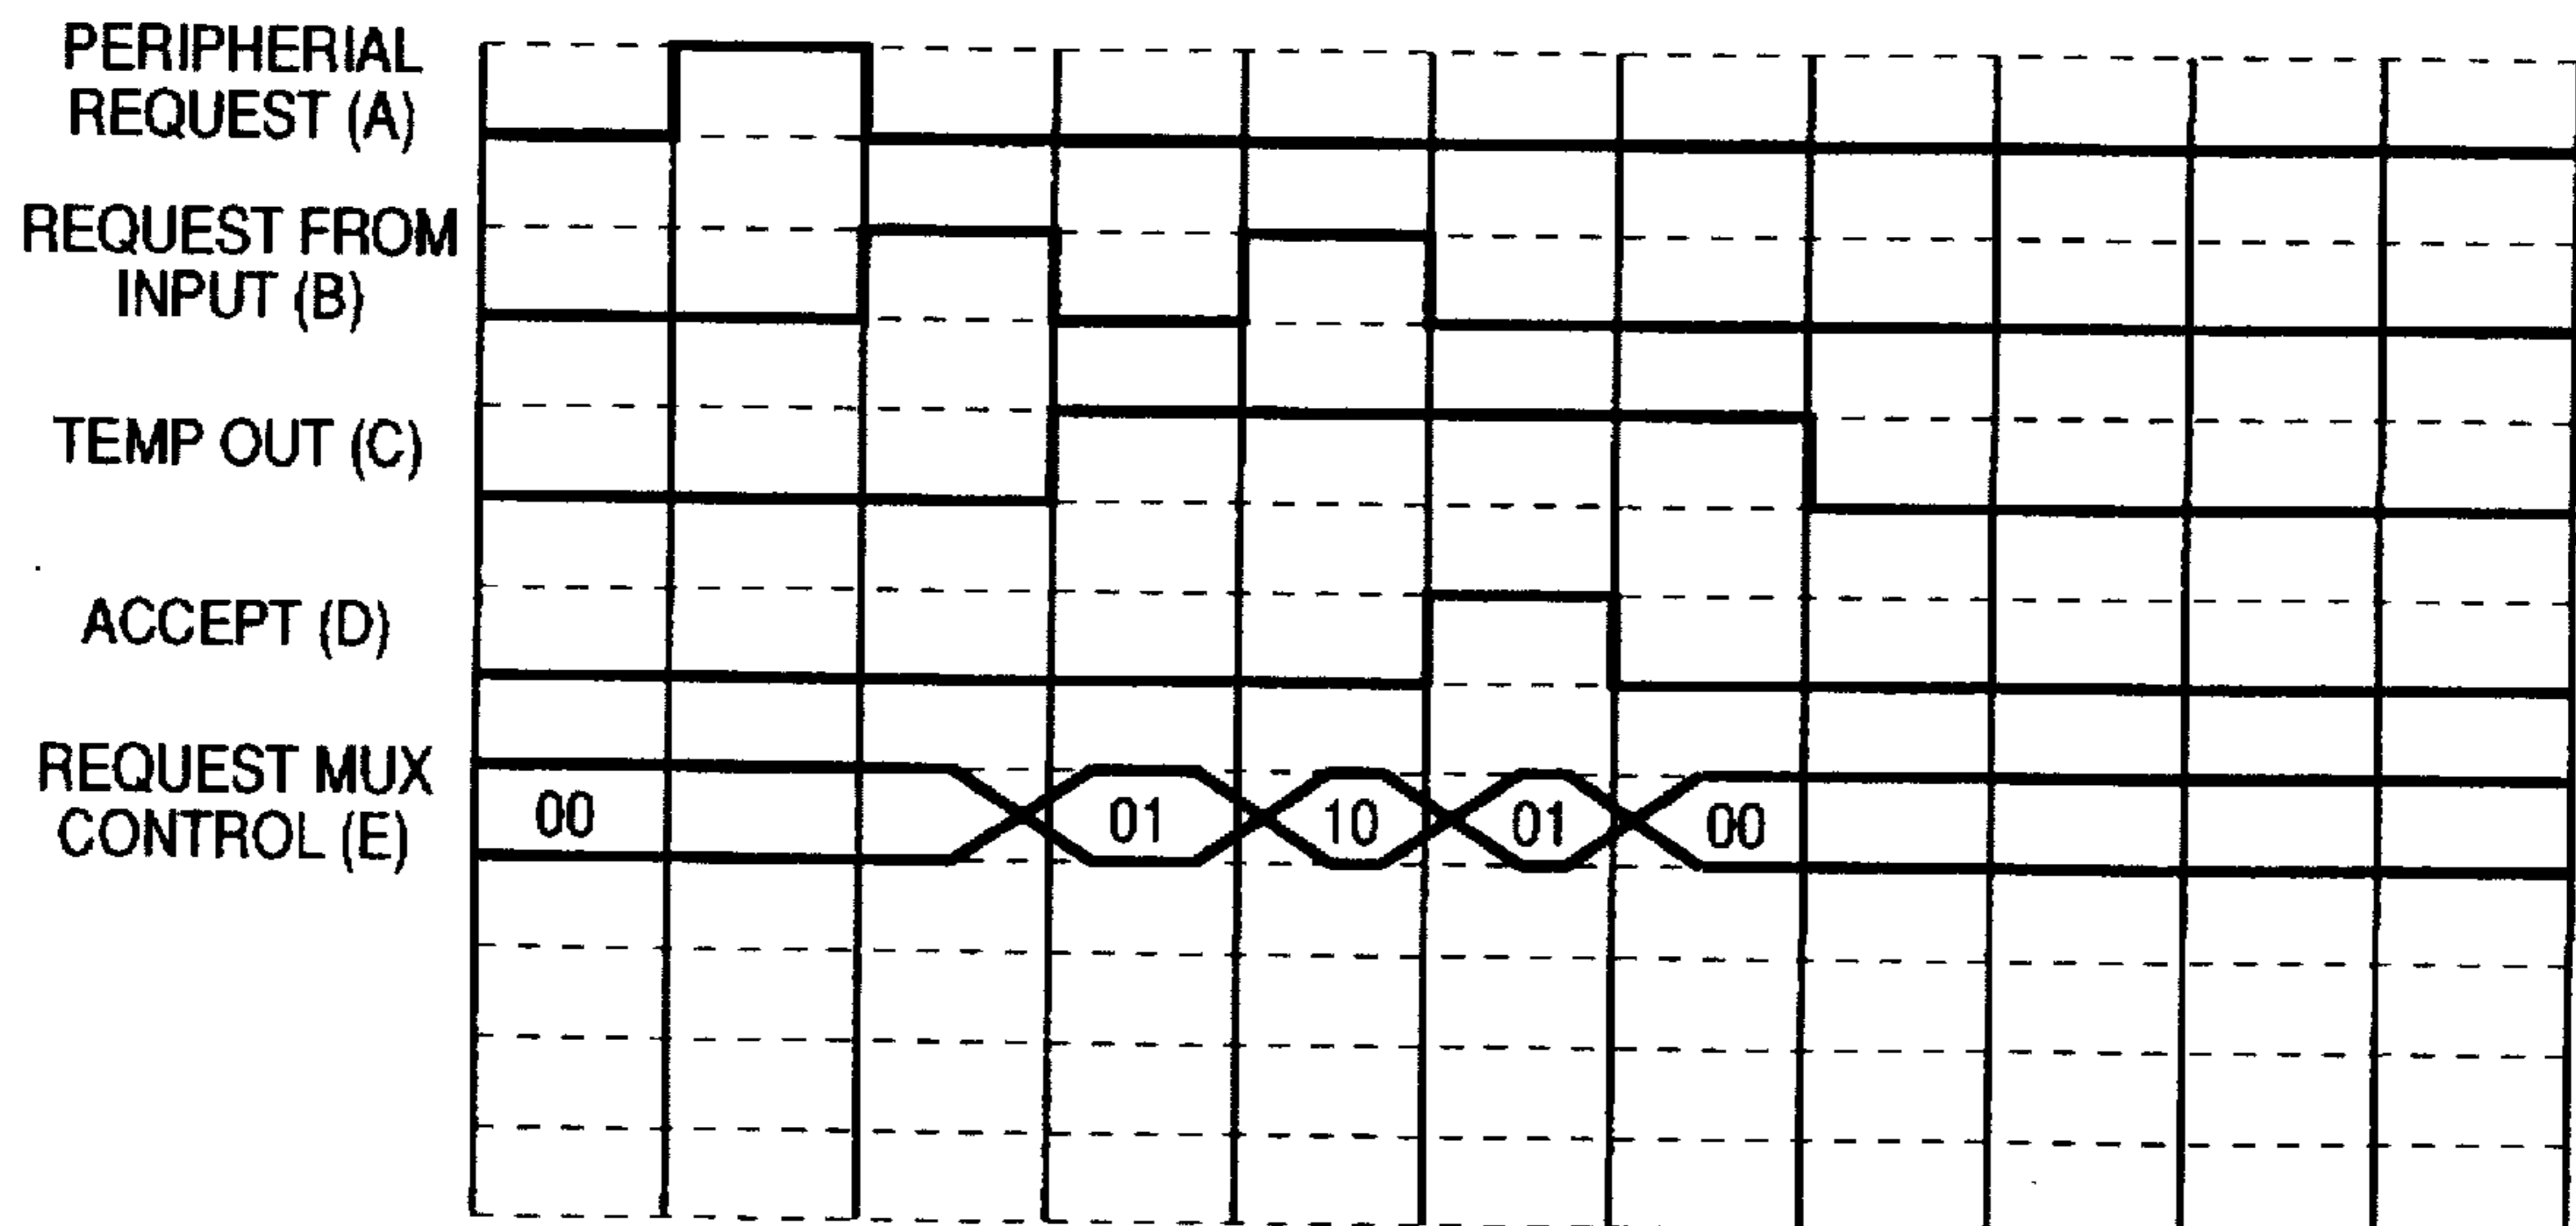 PERIPHERIAL
REQUEST (A)
REQUEST FROM
INPUT (B)
TEMP OUT (C)
ACCEPT (D)
REQUEST MUX
CONTROL (E)
00 01 10 01 00